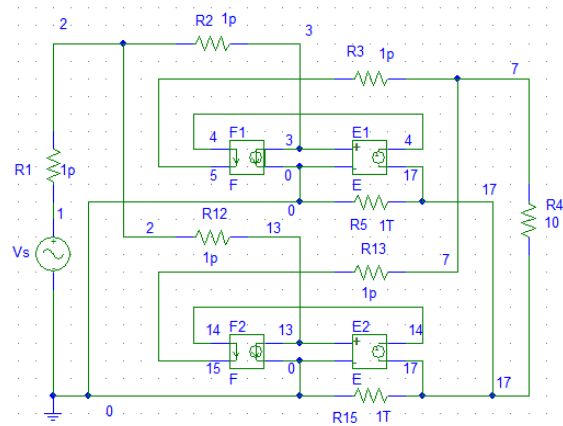 2
R2 1p
3
R3 1p
7
4 F1 3 E1 4
5 F 0 E 17
R1 1p
17
R4
10
0
R5 1T
1
2 R12 13
1p
Vs
R13
1p
7
14 F2 13 E2 14
15 F 0 E 17
17
0
R15 1T
+
-
+
-
+
-